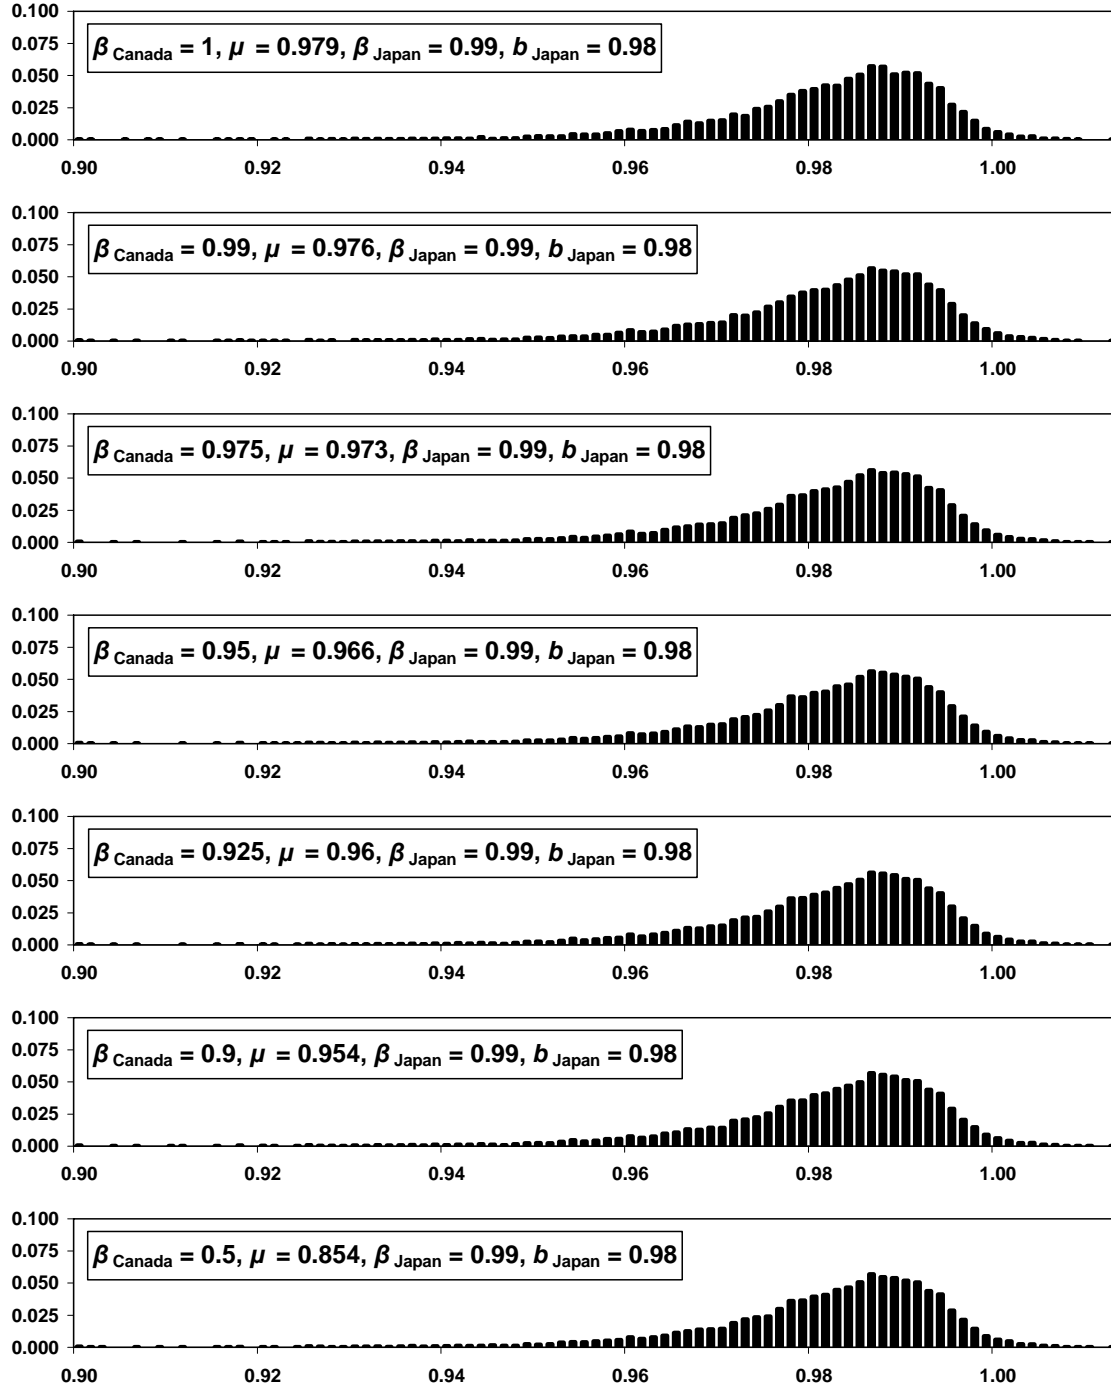 0.100
β Canada = 1, μ = 0.979, β Japan = 0.99, b Japan = 0.98
0.075
0.050
0.025
0.000
0.90 0.92 0.94 0.96 0.98 1.00
0.100
β Canada = 0.99, μ = 0.976, β Japan = 0.99, b Japan = 0.98
0.075
0.050
0.025
0.000
0.90 0.92 0.94 0.96 0.98 1.00
0.100
β Canada = 0.975, μ = 0.973, β Japan = 0.99, b Japan = 0.98
0.075
0.050
0.025
0.000
0.90 0.92 0.94 0.96 0.98 1.00
0.100
β Canada = 0.95, μ = 0.966, β Japan = 0.99, b Japan = 0.98
0.075
0.050
0.025
0.000
0.90 0.92 0.94 0.96 0.98 1.00
0.100
β Canada = 0.925, μ = 0.96, β Japan = 0.99, b Japan = 0.98
0.075
0.050
0.025
0.000
0.90 0.92 0.94 0.96 0.98 1.00
0.100
β Canada = 0.9, μ = 0.954, β Japan = 0.99, b Japan = 0.98
0.075
0.050
0.025
0.000
0.90 0.92 0.94 0.96 0.98 1.00
0.100
β Canada = 0.5, μ = 0.854, β Japan = 0.99, b Japan = 0.98
0.075
0.050
0.025
0.000
0.90 0.92 0.94 0.96 0.98 1.00